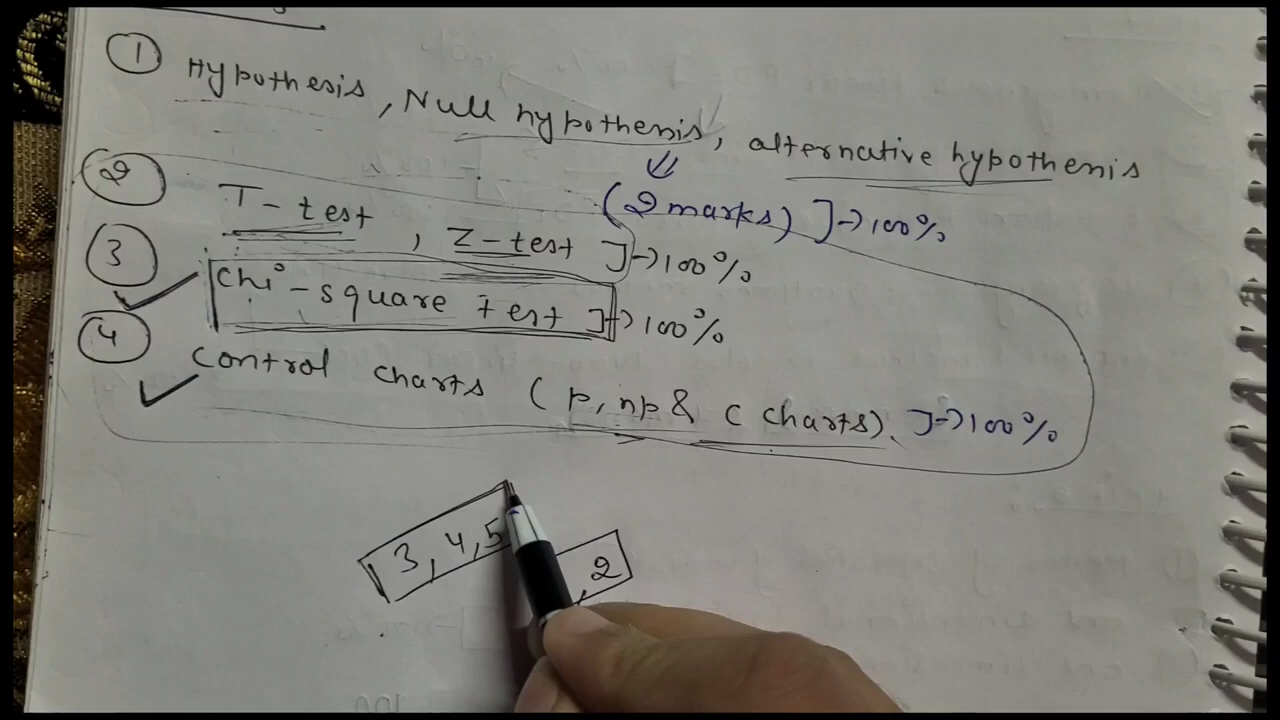 ① Hypothesis, Null hypothesis, alternative hypothesis
(2 marks) ]→100%
② T-test, Z-test ]→100%
③ Chi-square Test ]→100%
④ Control charts (p, np & C charts). ]→100%
3, 4, 5
, 2